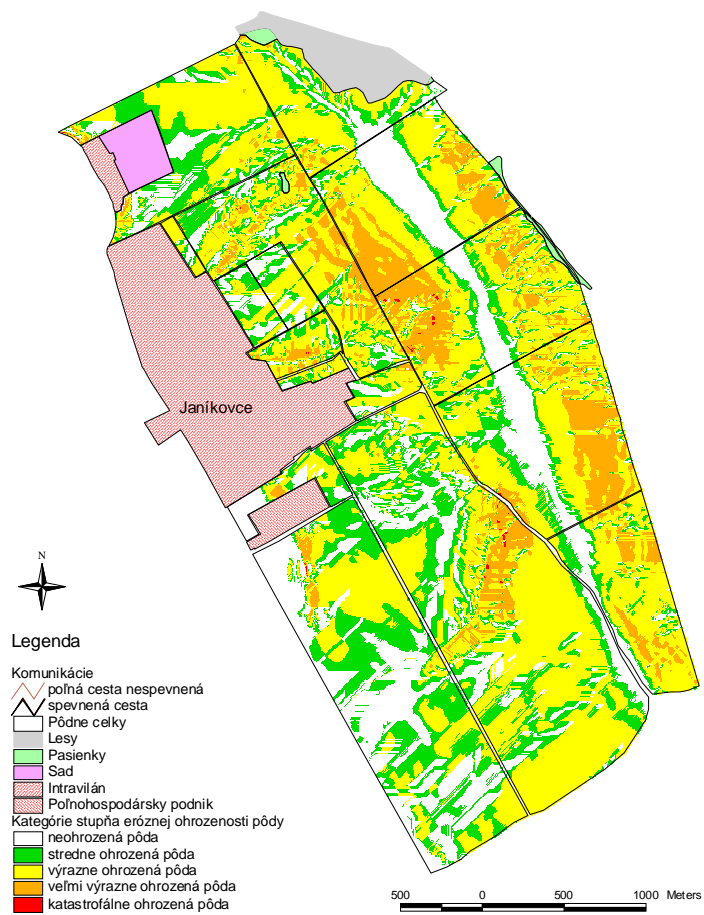 Janíkovce
N
Legenda
Komunikácie
poľná cesta nespevnená
spevnená cesta
Pôdne celky
Lesy
Pasienky
Sad
Intravilán
Poľnohospodársky podnik
Kategórie stupňa eróznej ohrozenosti pôdy
neohrozená pôda
stredne ohrozená pôda
výrazne ohrozená pôda
veľmi výrazne ohrozená pôda
katastrofálne ohrozená pôda
500 0 500 1000 Meters